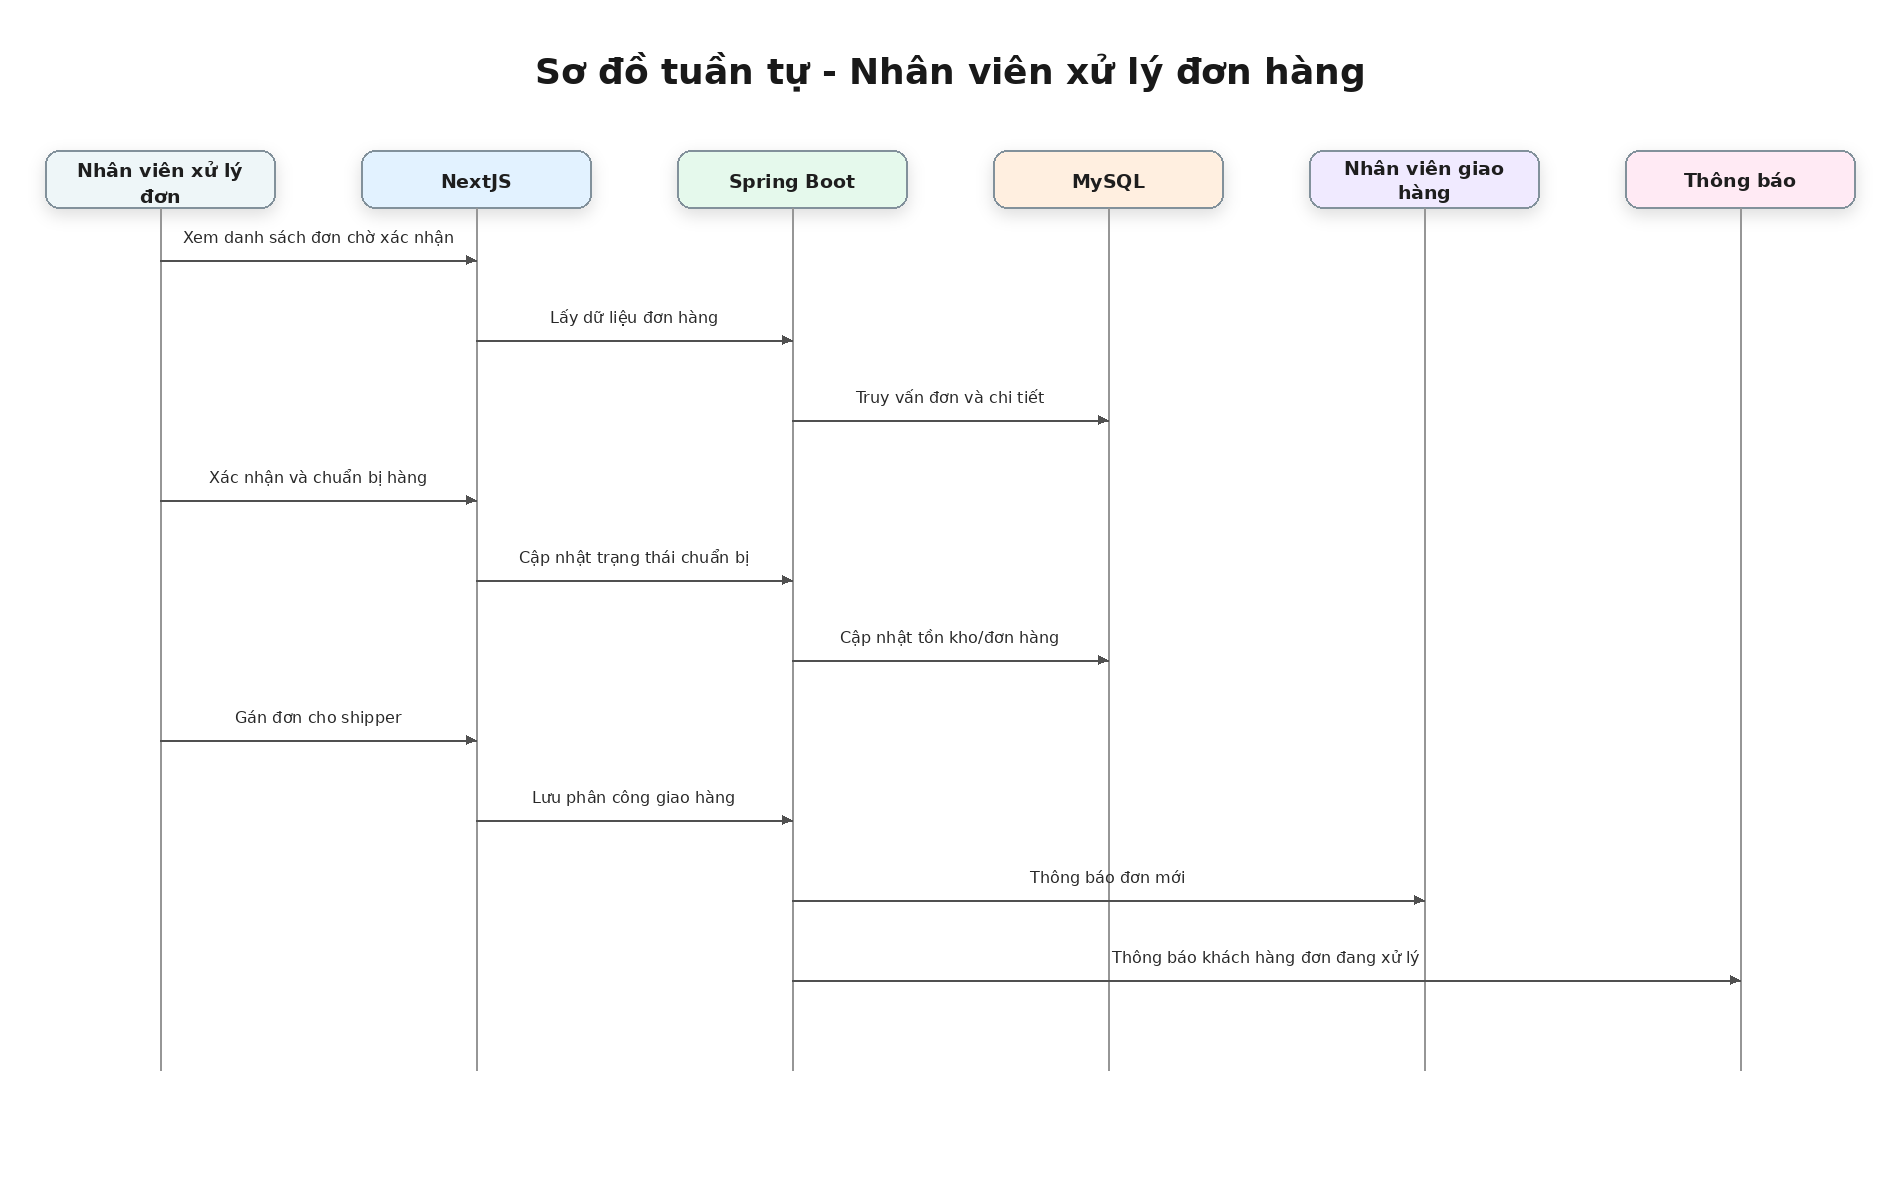 Sơ đồ tuần tự - Nhân viên xử lý đơn hàng
Nhân viên xử lý
đơn
NextJS
Spring Boot
MySQL
Nhân viên giao
hàng
Thông báo
Xem danh sách đơn chờ xác nhận
Lấy dữ liệu đơn hàng
Truy vấn đơn và chi tiết
Xác nhận và chuẩn bị hàng
Cập nhật trạng thái chuẩn bị
Cập nhật tồn kho/đơn hàng
Gán đơn cho shipper
Lưu phân công giao hàng
Thông báo đơn mới
Thông báo khách hàng đơn đang xử lý